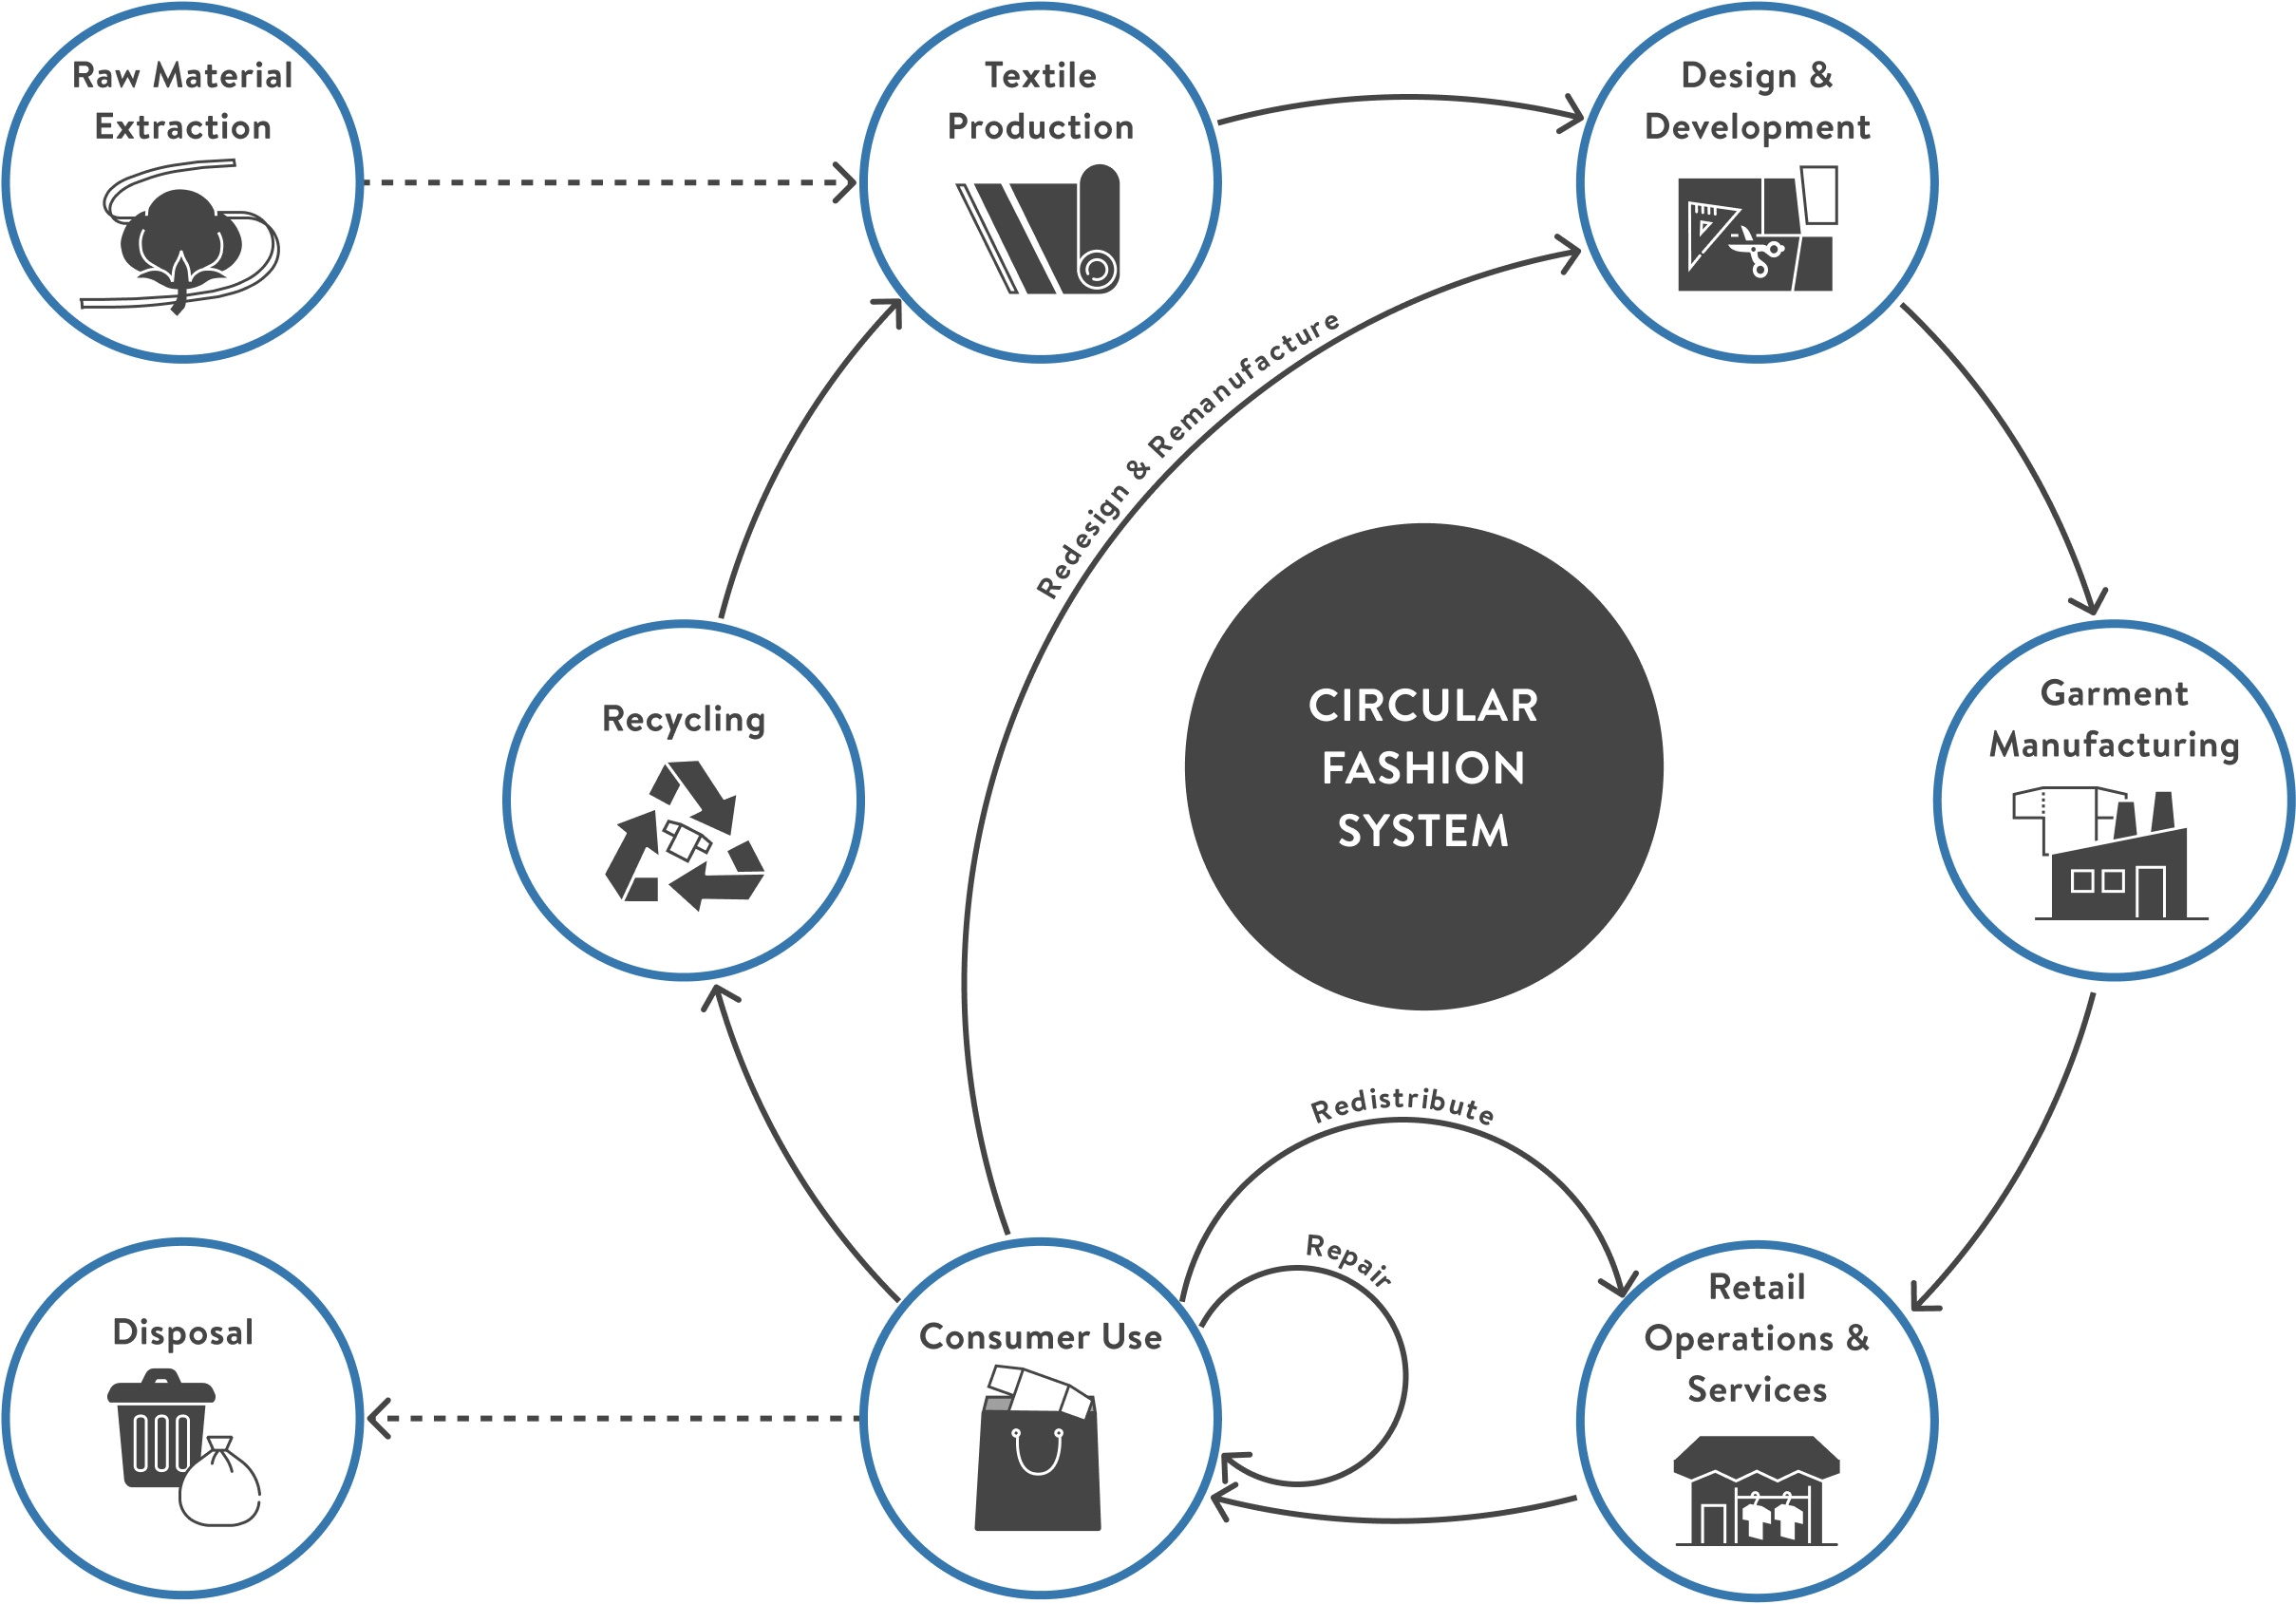 Raw Material
Extraction
Textile
Production
Design &
Development
Redesign & Remanufacture
CIRCULAR
FASHION
SYSTEM
Garment
Manufacturing
Recycling
Redistribute
Repair
Retail
Operations &
Services
Consumer Use
Disposal